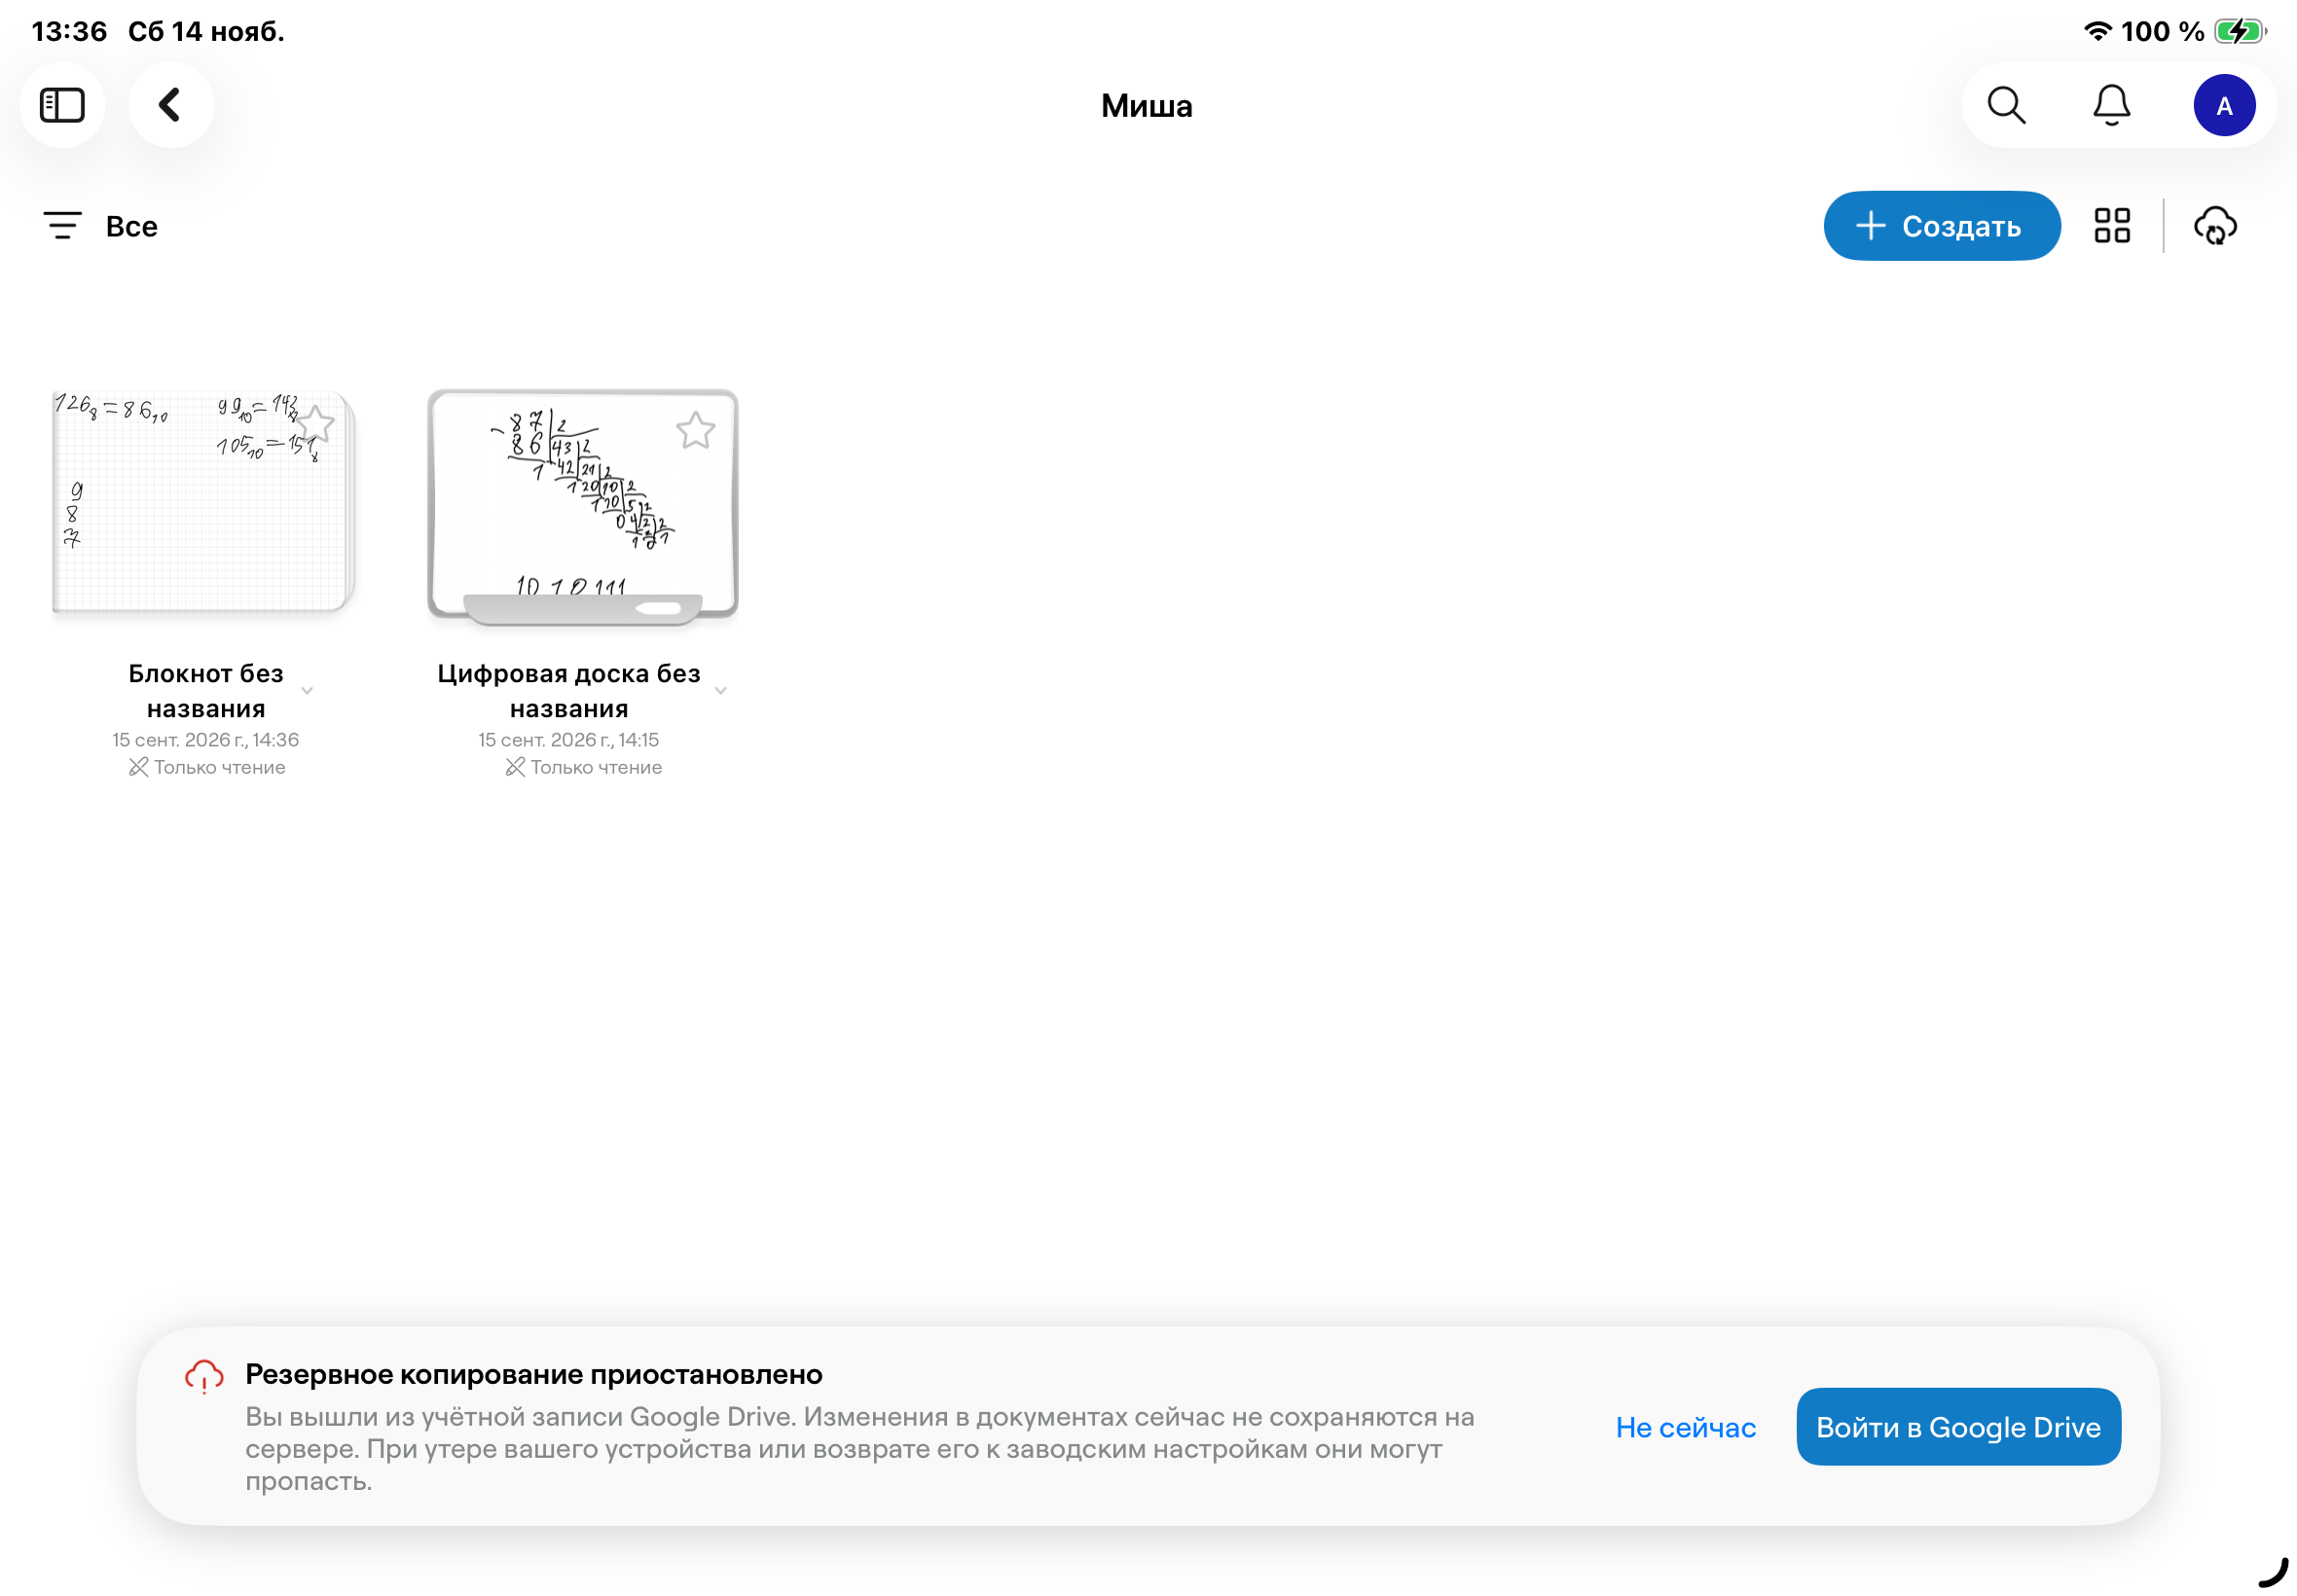 13:36 Сб 14 нояб.
100 %
Миша
A
Все
Создать
126₈ = 86₁₀
99₁₀ = 143₈
105₁₀ = 151₈
9
8
7
87 2
86 43 2
1 42 21 2
1 20 10 2
1 10 5 2
0 4 2 2
1 2 1
1010111
Блокнот без
названия
15 сент. 2026 г., 14:36
Только чтение
Цифровая доска без
названия
15 сент. 2026 г., 14:15
Только чтение
Резервное копирование приостановлено
Вы вышли из учётной записи Google Drive. Изменения в документах сейчас не сохраняются на
сервере. При утере вашего устройства или возврате его к заводским настройкам они могут
пропасть.
Не сейчас
Войти в Google Drive